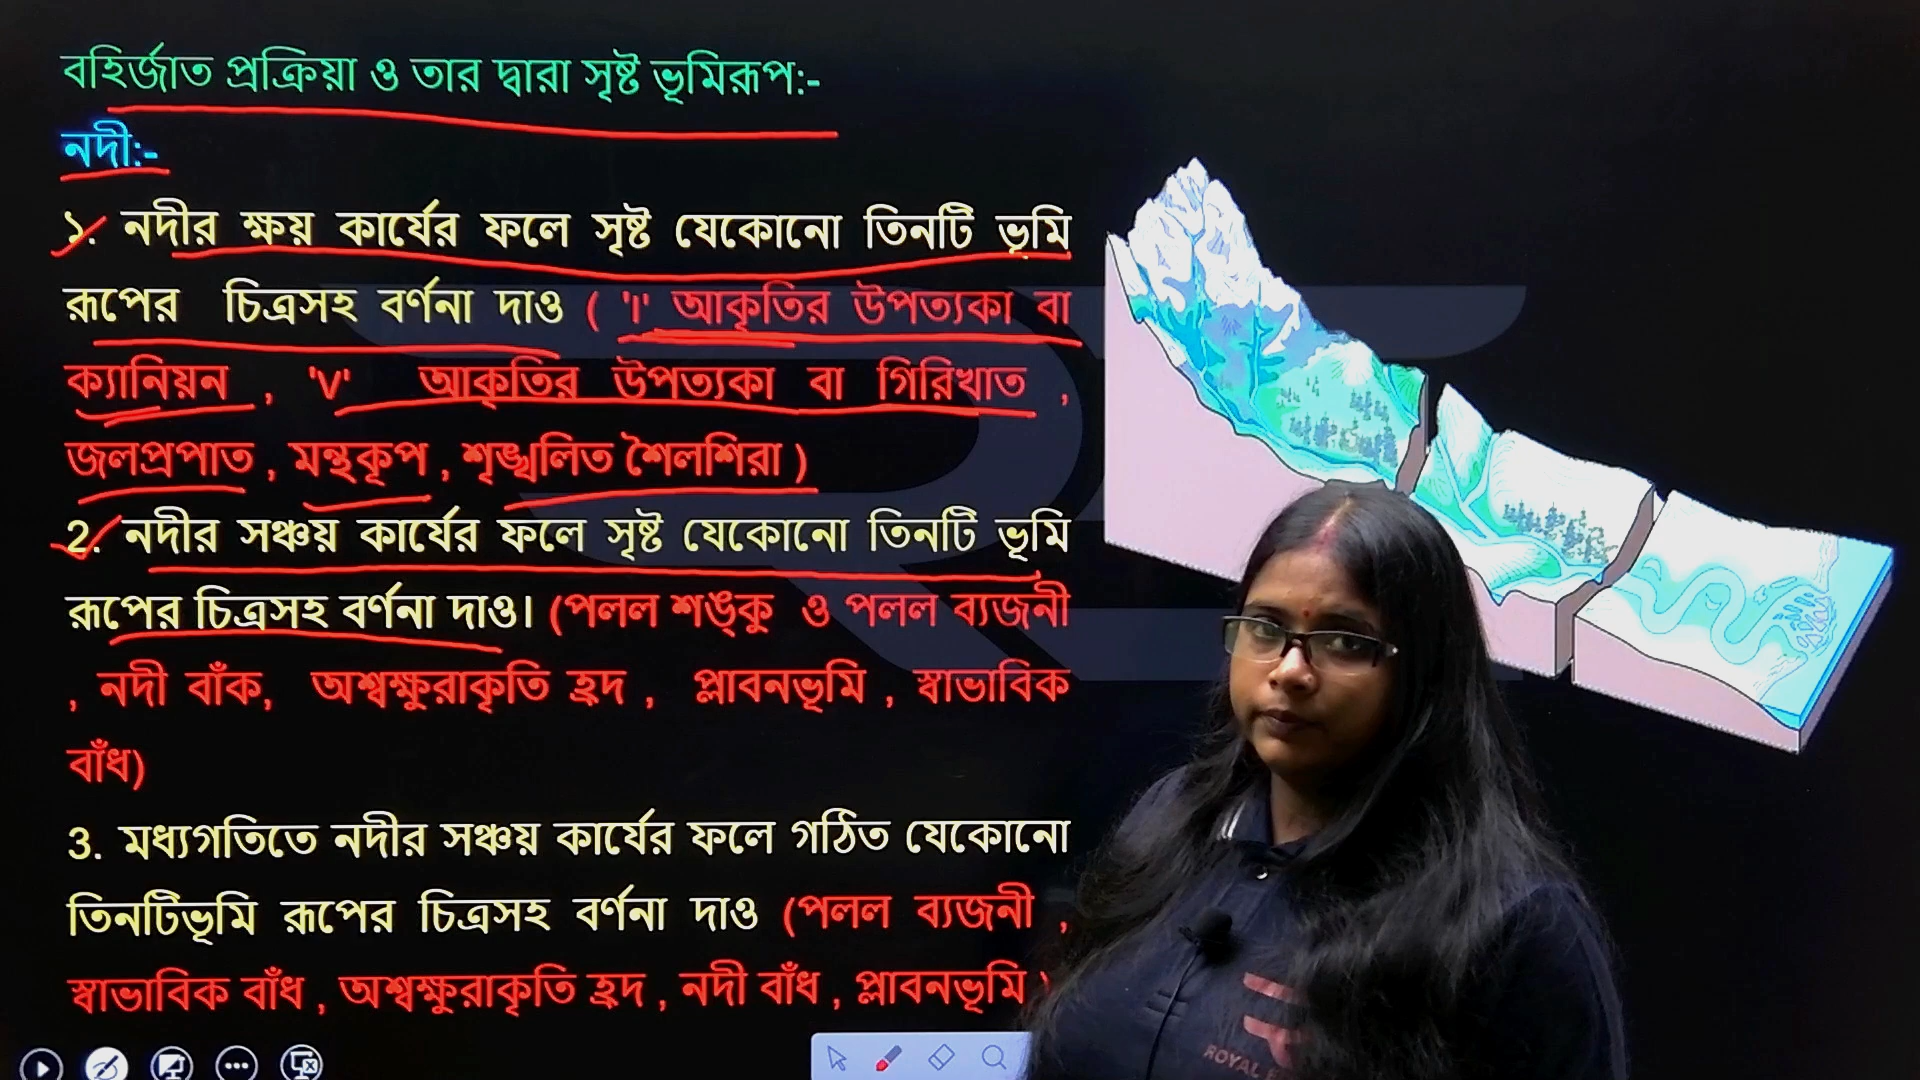 বহির্জাত প্রক্রিয়া ও তার দ্বারা সৃষ্ট ভূমিরূপ:-
নদী:-
১. নদীর ক্ষয় কার্যের ফলে সৃষ্ট যেকোনো তিনটি ভূমি
রূপের চিত্রসহ বর্ণনা দাও ( 'I' আকৃতির উপত্যকা বা
ক্যানিয়ন , 'V' আকৃতির উপত্যকা বা গিরিখাত ,
জলপ্রপাত , মন্থকূপ , শৃঙ্খলিত শৈলশিরা )
2. নদীর সঞ্চয় কার্যের ফলে সৃষ্ট যেকোনো তিনটি ভূমি
রূপের চিত্রসহ বর্ণনা দাও। (পলল শঙ্কু ও পলল ব্যজনী
, নদী বাঁক, অশ্বক্ষুরাকৃতি হ্রদ , প্লাবনভূমি , স্বাভাবিক
বাঁধ)
3. মধ্যগতিতে নদীর সঞ্চয় কার্যের ফলে গঠিত যেকোনো
তিনটিভূমি রূপের চিত্রসহ বর্ণনা দাও (পলল ব্যজনী ,
স্বাভাবিক বাঁধ , অশ্বক্ষুরাকৃতি হ্রদ , নদী বাঁধ , প্লাবনভূমি )
ROYAL